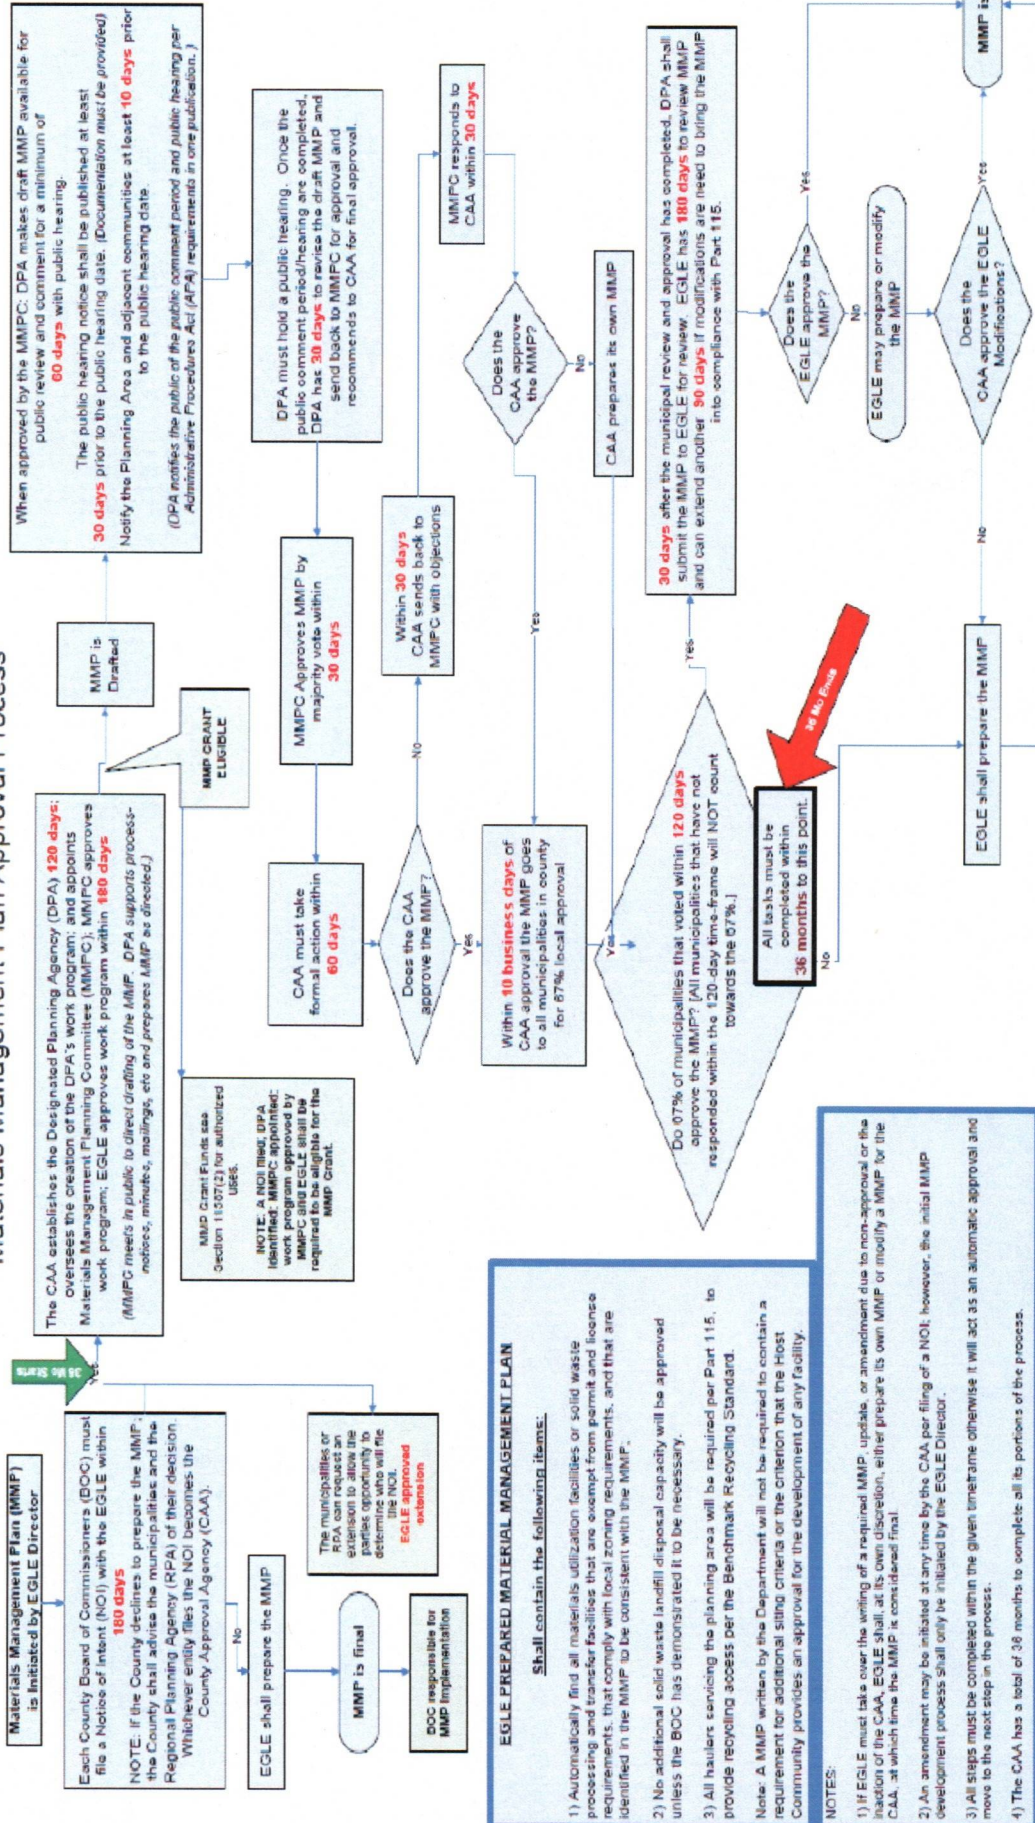 Materials Management Plan Approval Process
Materials Management Plan (MMP)
is Initiated by EGLE Director
Each County Board of Commissioners (BOC) must
file a Notice of Intent (NOI) with the EGLE within
180 days
NOTE: If the County declines to prepare the MMP;
the County shall advise the municipalities and the
Regional Planning Agency (RPA) of their decision.
Whichever entity files the NOI becomes the
County Approval Agency (CAA).
36 Mo Starts
Yes
No
EGLE shall prepare the MMP
MMP is final
BOC responsible for
MMP Implementation
The municipalities or
RPA can request an
extension to allow the
parties opportunity to
determine who will file
the NOI.
EGLE approved
extension
The CAA establishes the Designated Planning Agency (DPA) 120 days;
oversees the creation of the DPA's work program; and appoints
Materials Management Planning Committee (MMPC); MMPC approves
work program; EGLE approves work program within 180 days
(MMPC meets in public to direct drafting of the MMP. DPA supports process-
notices, minutes, mailings, etc and prepares MMP as directed.)
MMP GRANT
ELIGIBLE
MMP Grant Funds see
Section 11587(2) for authorized
uses.
NOTE: A NOI filed; DPA
identified; MMPC appointed;
work program approved by
MMPC and EGLE shall be
required to be eligible for the
MMP Grant.
MMP is
Drafted
When approved by the MMPC: DPA makes draft MMP available for
public review and comment for a minimum of
60 days with public hearing.
The public hearing notice shall be published at least
30 days prior to the public hearing date. (Documentation must be provided)
Notify the Planning Area and adjacent communities at least 10 days prior
to the public hearing date.
(DPA notifies the public of the public comment period and public hearing per
Administrative Procedures Act (APA) requirements in one publication. )
DPA must hold a public hearing. Once the
public comment period/hearing are completed,
DPA has 30 days to revise the draft MMP and
send back to MMPC for approval and
recommends to CAA for final approval.
MMPC Approves MMP by
majority vote within
30 days
CAA must take
formal action within
60 days
Does the CAA
approve the MMP?
No
Within 30 days
CAA sends back to
MMPC with objections
MMPC responds to
CAA within 30 days
Does the
CAA approve
the MMP?
No
CAA prepares its own MMP
Yes
Yes
Within 10 business days of
CAA approval the MMP goes
to all municipalities in county
for 67% local approval
Yes
Do 67% of municipalities that voted within 120 days
approve the MMP? [All municipalities that have not
responded within the 120-day time-frame will NOT count
towards the 67%.]
All tasks must be
completed within
36 months to this point.
36 Mo Ends
Yes
No
30 days after the municipal review and approval has completed, DPA shall
submit the MMP to EGLE for review. EGLE has 180 days to review MMP
and can extend another 90 days if modifications are need to bring the MMP
into compliance with Part 115.
Does the
EGLE approve the
MMP?
Yes
No
EGLE may prepare or modify
the MMP
Does the
CAA approve the EGLE
Modifications?
Yes
No
EGLE shall prepare the MMP
MMP is
EGLE PREPARED MATERIAL MANAGEMENT PLAN
Shall contain the following items:
1) Automatically find all materials utilization facilities or solid waste
processing and transfer facilities that are exempt from permit and license
requirements, that comply with local zoning requirements, and that are
identified in the MMP to be consistent with the MMP;
2) No additional solid waste landfill disposal capacity will be approved
unless the BOC has demonstrated it to be necessary.
3) All haulers servicing the planning area will be required per Part 115, to
provide recycling access per the Benchmark Recycling Standard.
Note: A MMP written by the Department will not be required to contain a
requirement for additional siting criteria or the criterion that the Host
Community provides an approval for the development of any facility.
NOTES:
1) If EGLE must take over the writing of a required MMP, update, or amendment due to non-approval or the
inaction of the CAA, EGLE shall, at its own discretion, either prepare its own MMP or modify a MMP for the
CAA, at which time the MMP is considered final.
2) An amendment may be initiated at any time by the CAA per filing of a NOI; however, the initial MMP
development process shall only be initiated by the EGLE Director.
3) All steps must be completed within the given timeframe otherwise it will act as an automatic approval and
move to the next step in the process.
4) The CAA has a total of 36 months to complete all its portions of the process.